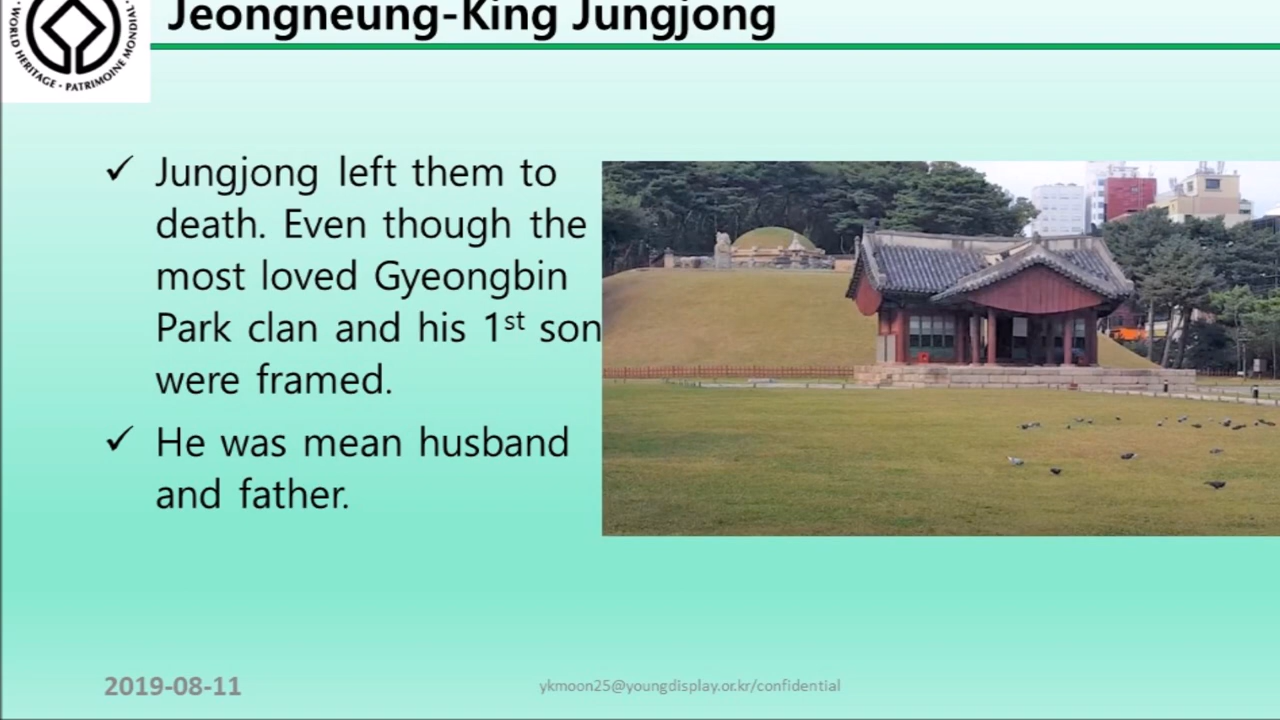 Jeongneung-King Jungjong
WORLD HERITAGE · PATRIMOINE MONDIAL ·
✓ Jungjong left them to
death. Even though the
most loved Gyeongbin
Park clan and his 1st son
were framed.
✓ He was mean husband
and father.
2019-08-11
ykmoon25@youngdisplay.or.kr/confidential